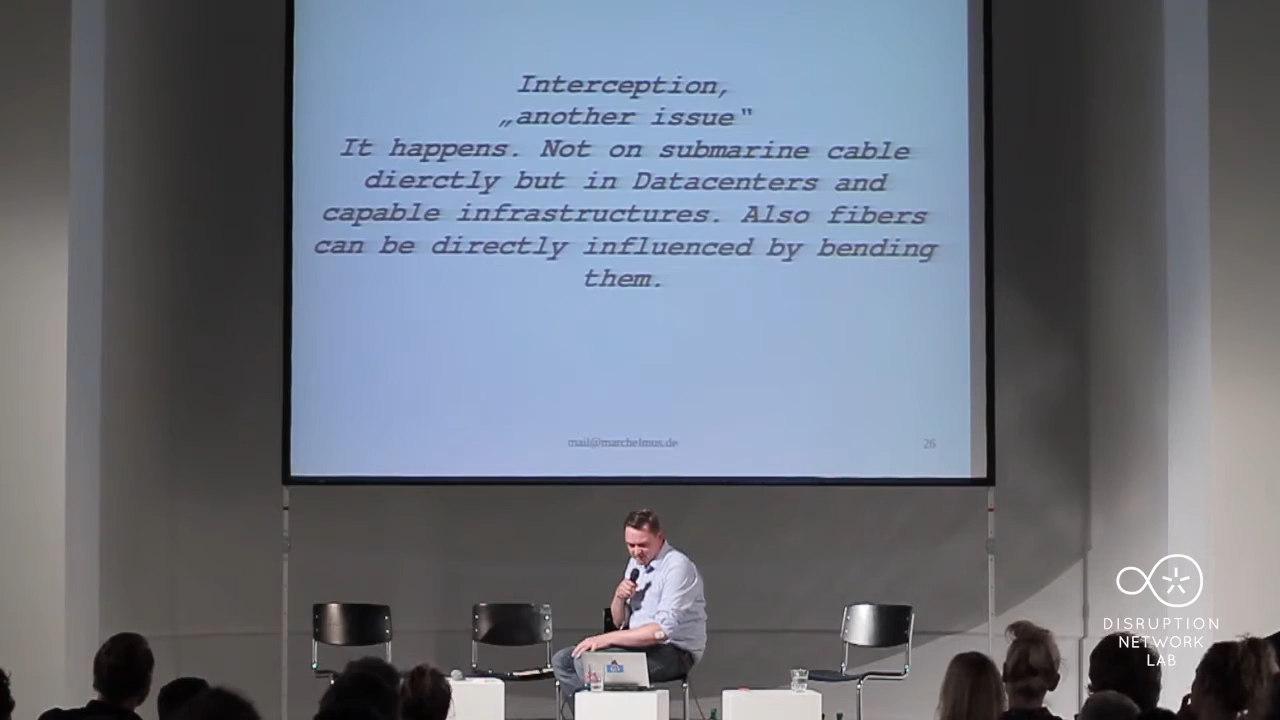 Interception,
„another issue“
It happens. Not on submarine cable
dierctly but in Datacenters and
capable infrastructures. Also fibers
can be directly influenced by bending
them.
mail@marchelmus.de
26
DISRUPTION
NETWORK
LAB